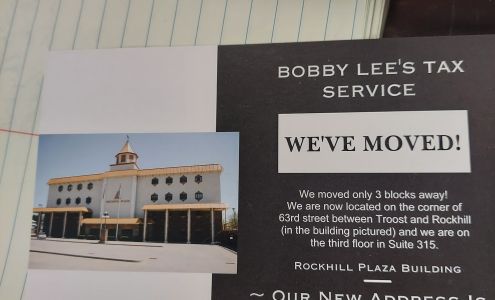 BOBBY LEE'S TAX
SERVICE
WE'VE MOVED!
We moved only 3 blocks away!
We are now located on the corner of
63rd street between Troost and Rockhill
(in the building pictured) and we are on
the third floor in Suite 315.
ROCKHILL PLAZA BUILDING
~ OUR NEW ADDRESS IS